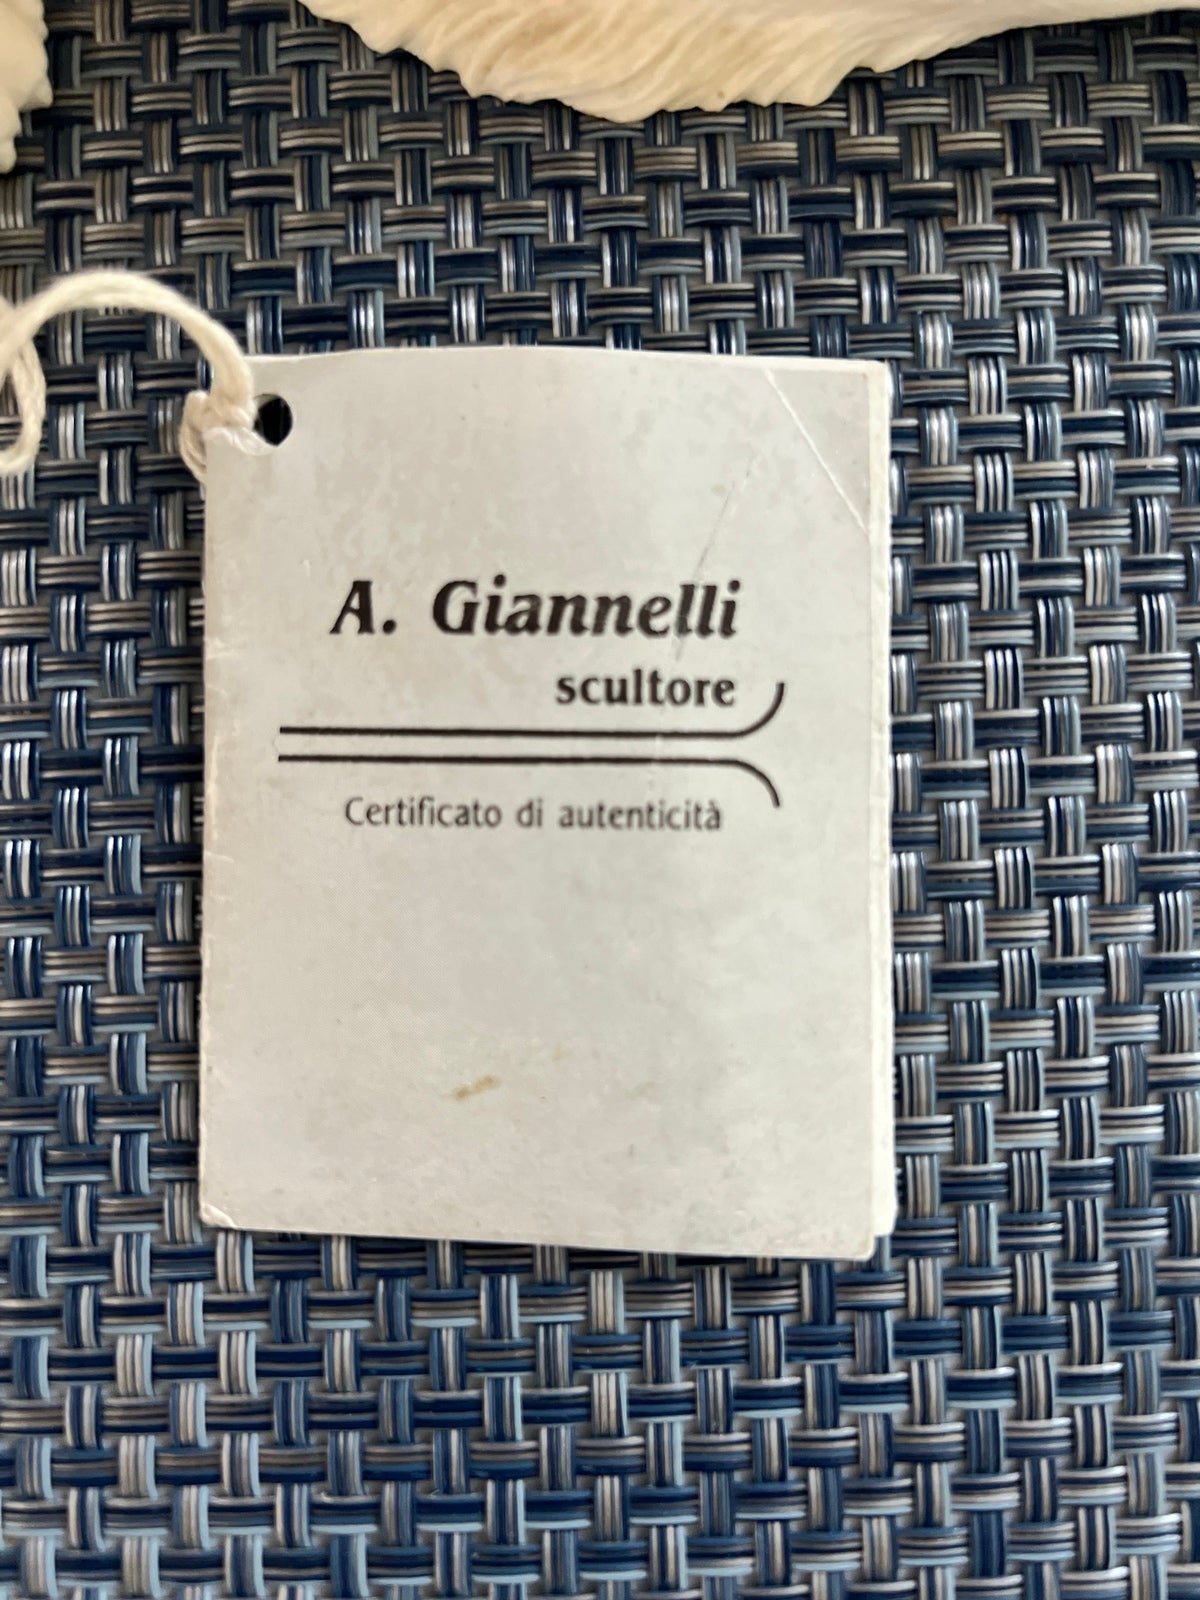 A. Giannelli
scultore
Certificato di autenticità